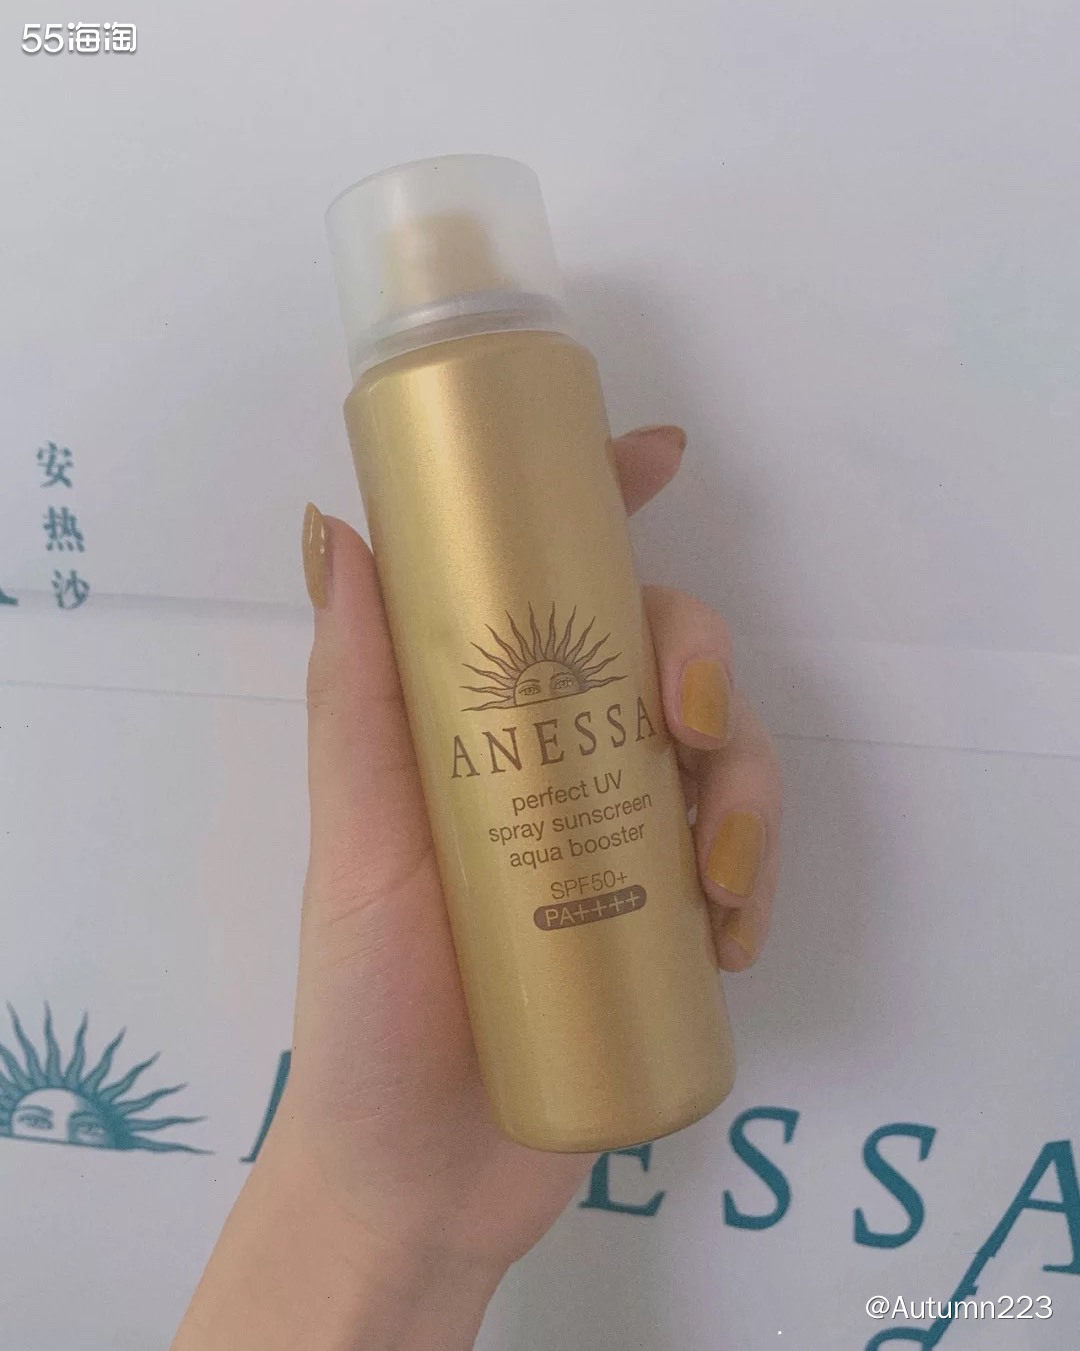 55海淘
安热沙
ANESSA
perfect UV
spray sunscreen
aqua booster
SPF50+
PA++++
ESSA
@Autumn223